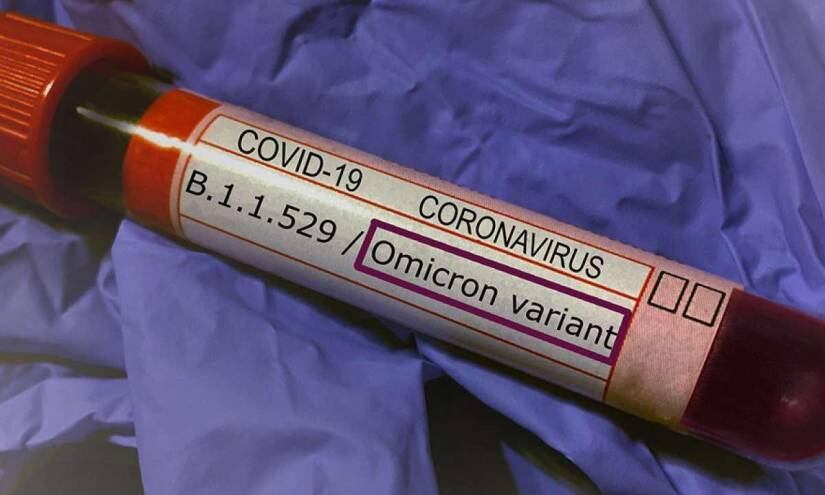 COVID-19 CORONAVIRUS
B.1.1.529 / Omicron variant